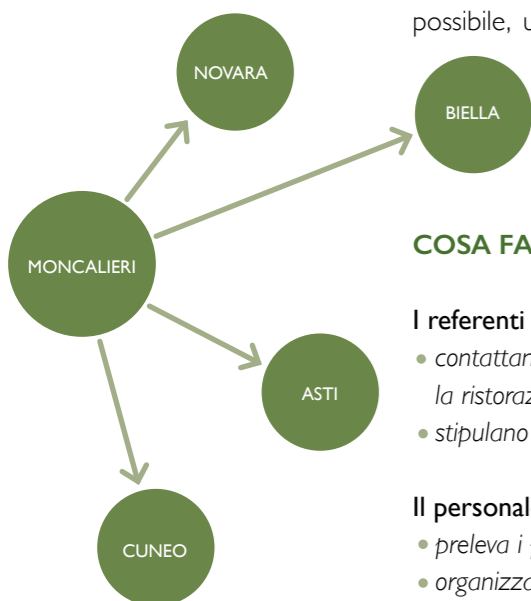 possibile,
NOVARA
BIELLA
MONCALIERI
ASTI
CUNEO
COSA FA
I referenti
• contattan
la ristoraz
• stipulano
Il personal
• preleva i
• organizza